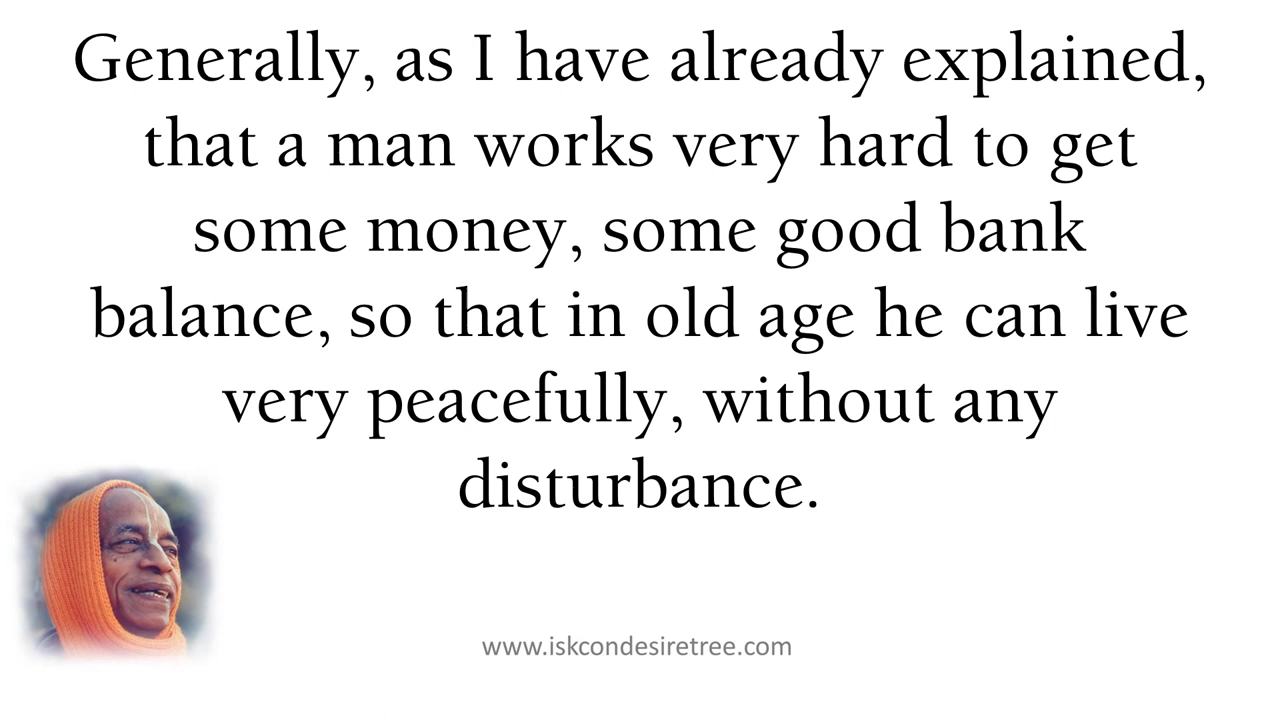 Generally, as I have already explained,
that a man works very hard to get
some money, some good bank
balance, so that in old age he can live
very peacefully, without any
disturbance.
www.iskcondesiretree.com